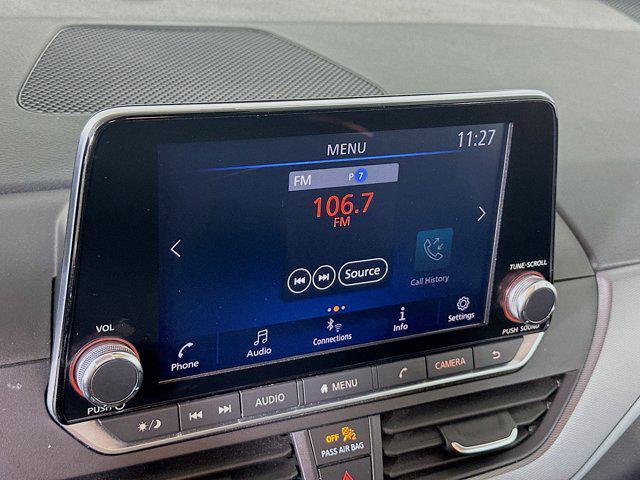 MENU
11:27
FM
P 7
106.7
FM
Source
Call History
Phone
Audio
Connections
Info
Settings
VOL
PUSH
TUNE·SCROLL
PUSH SOUND
AUDIO
MENU
CAMERA
OFF 2
PASS AIR BAG